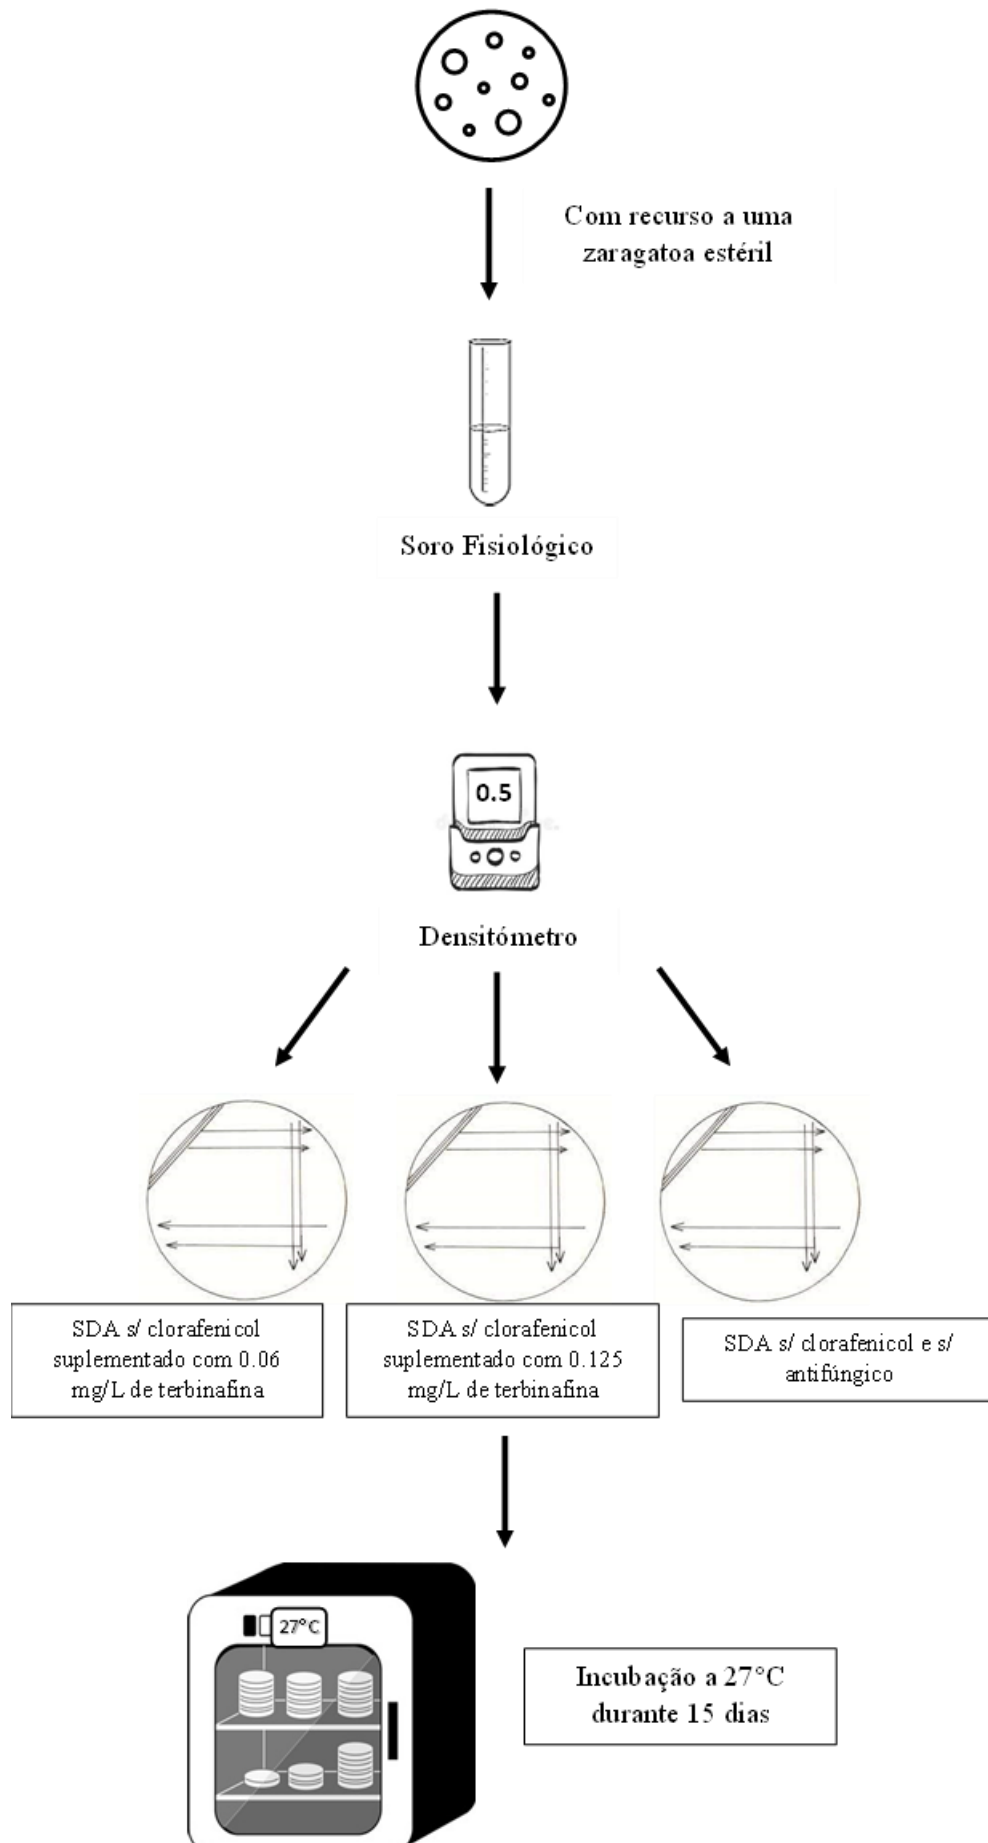 Com recurso a uma
zaragatoa estéril
Soro Fisiológico
0.5
Densitómetro
SDA s/ clorafenicol
suplementado com 0.06
mg/L de terbinafina
SDA s/ clorafenicol
suplementado com 0.125
mg/L de terbinafina
SDA s/ clorafenicol e s/
antifúngico
27°C
Incubação a 27°C
durante 15 dias